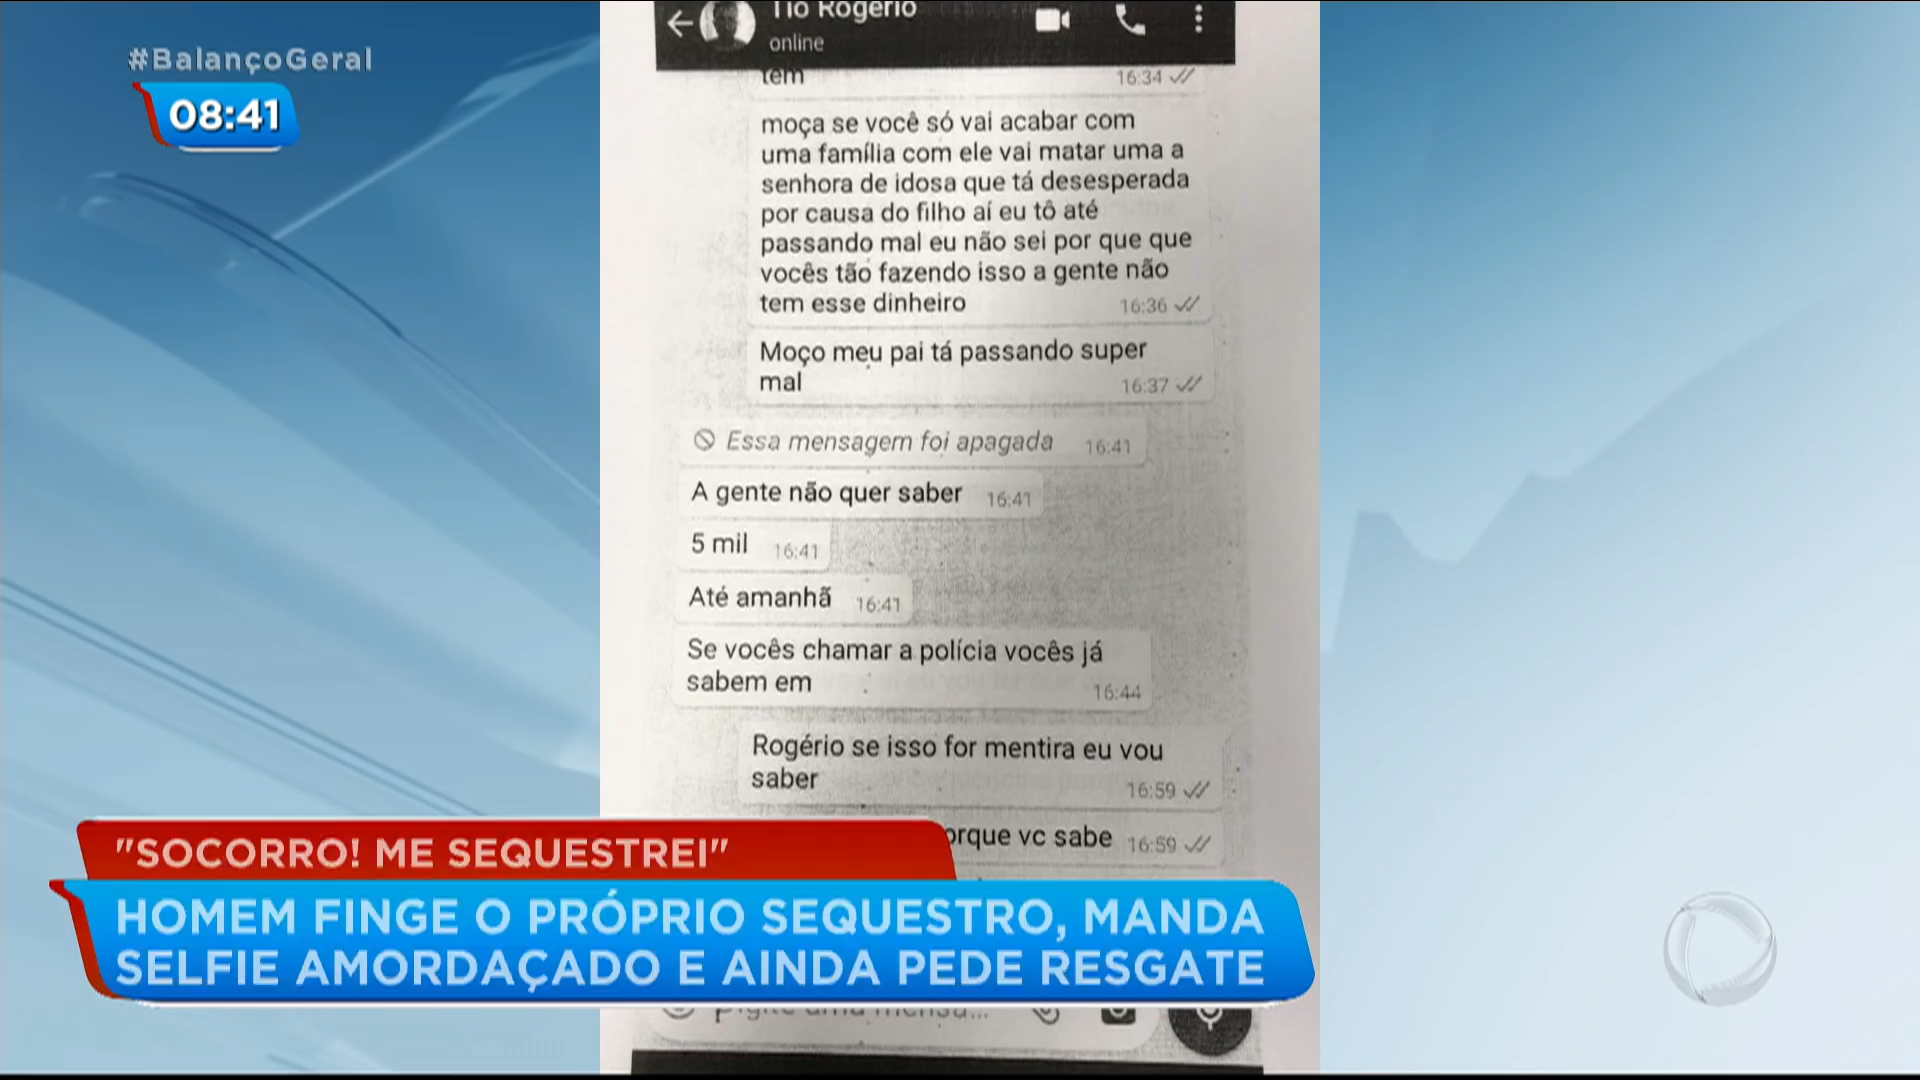 #BalançoGeral
08:41
Tio Rogério
online
tem 16:34
moça se você só vai acabar com
uma família com ele vai matar uma a
senhora de idosa que tá desesperada
por causa do filho aí eu tô até
passando mal eu não sei por que que
vocês tão fazendo isso a gente não
tem esse dinheiro 16:36
Moço meu pai tá passando super
mal 16:37
Essa mensagem foi apagada 16:41
A gente não quer saber 16:41
5 mil 16:41
Até amanhã 16:41
Se vocês chamar a polícia vocês já
sabem em 16:44
Rogério se isso for mentira eu vou
saber 16:59
vc sabe 16:59
"SOCORRO! ME SEQUESTREI"
HOMEM FINGE O PRÓPRIO SEQUESTRO, MANDA
SELFIE AMORDAÇADO E AINDA PEDE RESGATE